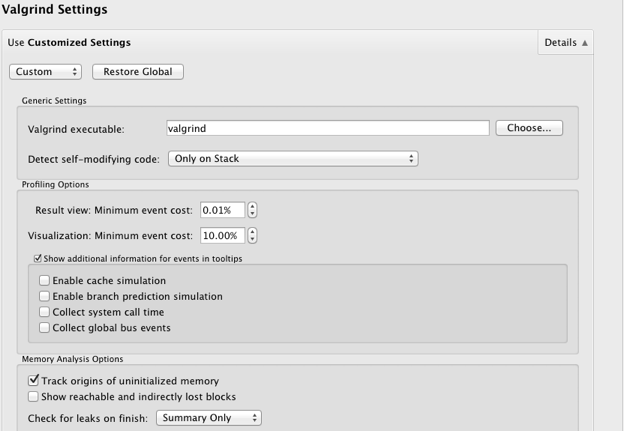 Valgrind Settings
Use Customized Settings
Details ▲
Custom
Restore Global
Generic Settings
Valgrind executable: valgrind Choose...
Detect self-modifying code: Only on Stack
Profiling Options
Result view: Minimum event cost: 0.01%
Visualization: Minimum event cost: 10.00%
Show additional information for events in tooltips
Enable cache simulation
Enable branch prediction simulation
Collect system call time
Collect global bus events
Memory Analysis Options
Track origins of uninitialized memory
Show reachable and indirectly lost blocks
Check for leaks on finish: Summary Only